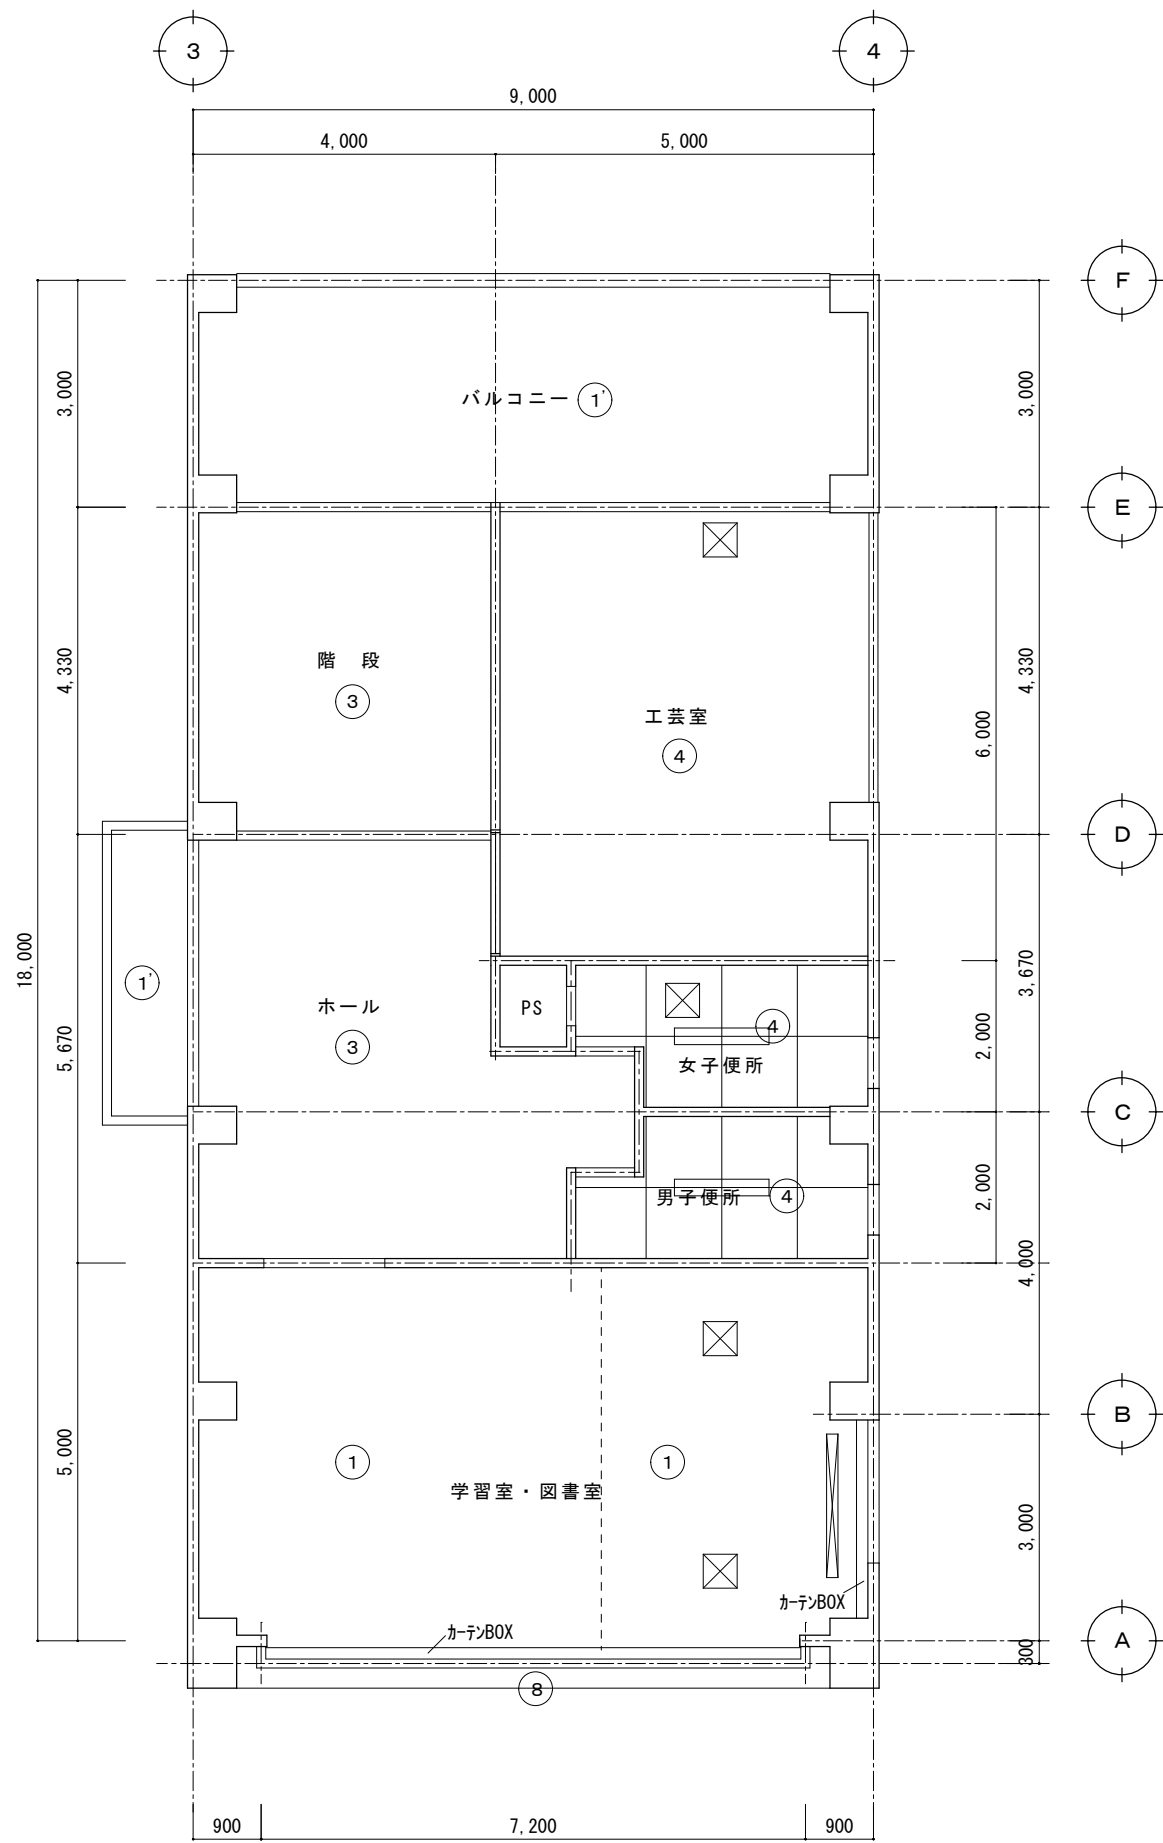 3
4
9,000
4,000
5,000
F
3,000
3,000
バルコニー 1'
E
階 段
3
4,330
4,330
工芸室
4
6,000
D
18,000
1'
5,670
ホール
3
PS
4
女子便所
3,670
2,000
C
男子便所 4
2,000
4,000
B
5,000
1
1
学習室・図書室
3,000
カーテンBOX
カーテンBOX
A
300
8
900
7,200
900